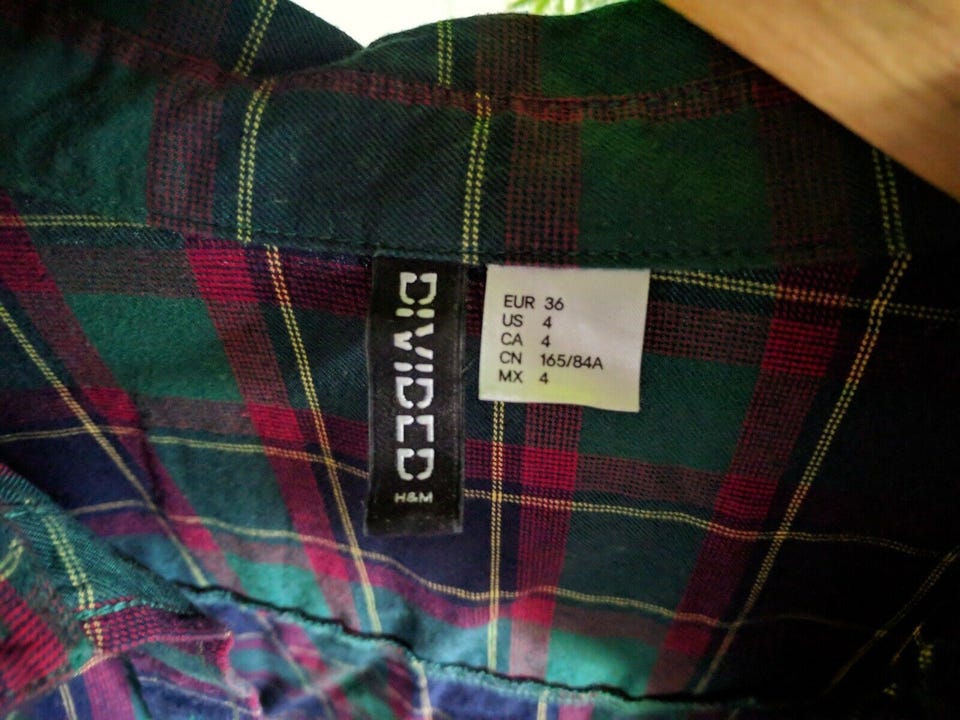 DIVIDED
H&M
EUR 36
US 4
CA 4
CN 165/84A
MX 4